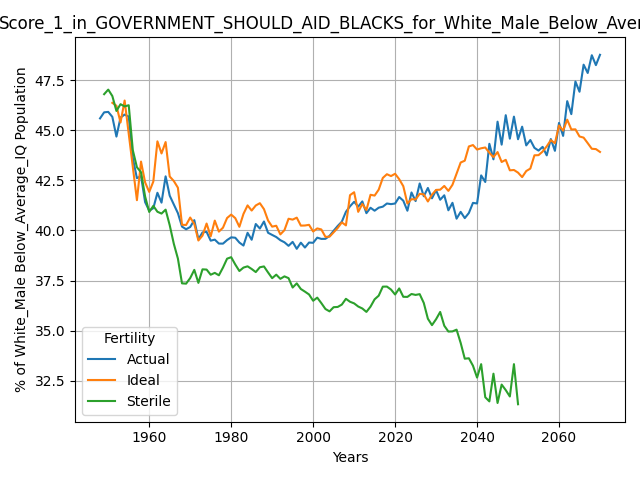 Score_1_in_GOVERNMENT_SHOULD_AID_BLACKS_for_White_Male_Below_Aver
% of White_Male Below_Average_IQ Population
47.5
45.0
42.5
40.0
37.5
35.0
32.5
Fertility
Actual
Ideal
Sterile
1960 1980 2000 2020 2040 2060
Years